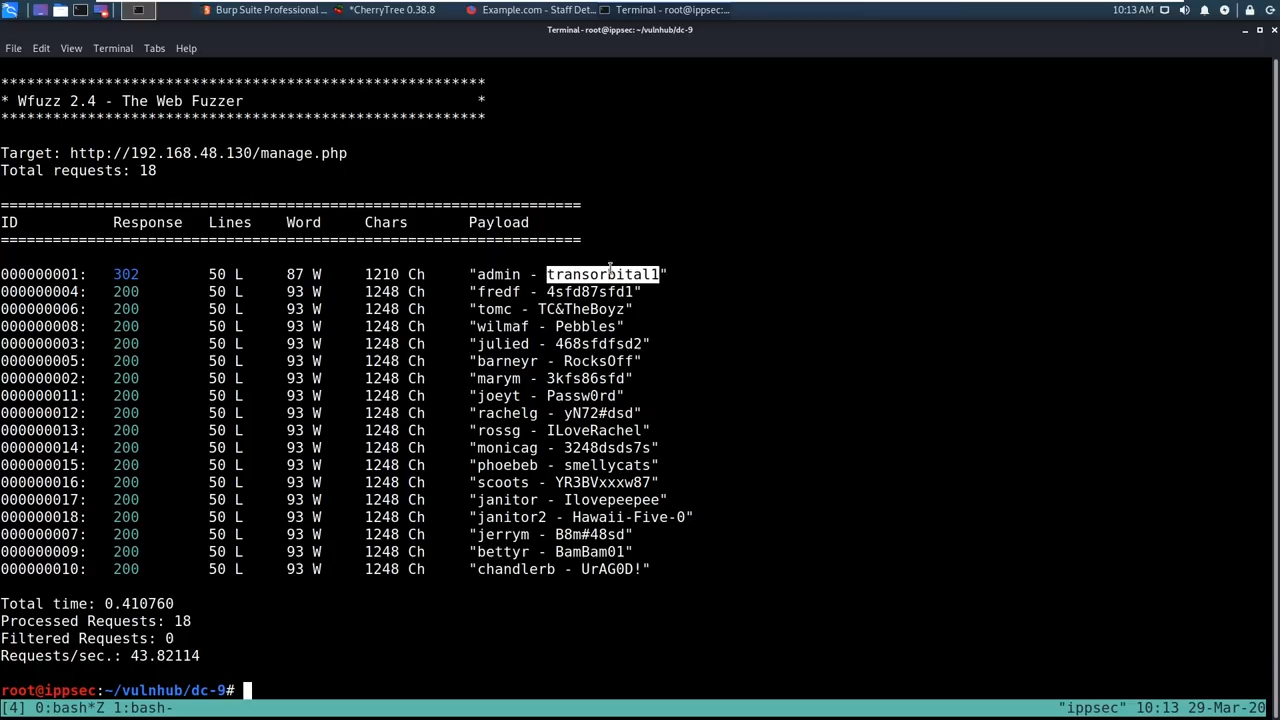 Burp Suite Professional ...
*CherryTree 0.38.8
Example.com - Staff Det...
Terminal - root@ippsec:...
10:13 AM
Terminal - root@ippsec: ~/vulnhub/dc-9
File Edit View Terminal Tabs Help
********************************************************
* Wfuzz 2.4 - The Web Fuzzer                           *
********************************************************
Target: http://192.168.48.130/manage.php
Total requests: 18
===================================================================
ID Response Lines Word Chars Payload
===================================================================
000000001: 302 50 L 87 W 1210 Ch "admin - transorbital1"
000000004: 200 50 L 93 W 1248 Ch "fredf - 4sfd87sfd1"
000000006: 200 50 L 93 W 1248 Ch "tomc - TC&TheBoyz"
000000008: 200 50 L 93 W 1248 Ch "wilmaf - Pebbles"
000000003: 200 50 L 93 W 1248 Ch "julied - 468sfdfsd2"
000000005: 200 50 L 93 W 1248 Ch "barneyr - RocksOff"
000000002: 200 50 L 93 W 1248 Ch "marym - 3kfs86sfd"
000000011: 200 50 L 93 W 1248 Ch "joeyt - Passw0rd"
000000012: 200 50 L 93 W 1248 Ch "rachelg - yN72#dsd"
000000013: 200 50 L 93 W 1248 Ch "rossg - ILoveRachel"
000000014: 200 50 L 93 W 1248 Ch "monicag - 3248dsds7s"
000000015: 200 50 L 93 W 1248 Ch "phoebeb - smellycats"
000000016: 200 50 L 93 W 1248 Ch "scoots - YR3BVxxxw87"
000000017: 200 50 L 93 W 1248 Ch "janitor - Ilovepeepee"
000000018: 200 50 L 93 W 1248 Ch "janitor2 - Hawaii-Five-0"
000000007: 200 50 L 93 W 1248 Ch "jerrym - B8m#48sd"
000000009: 200 50 L 93 W 1248 Ch "bettyr - BamBam01"
000000010: 200 50 L 93 W 1248 Ch "chandlerb - UrAG0D!"
Total time: 0.410760
Processed Requests: 18
Filtered Requests: 0
Requests/sec.: 43.82114
root@ippsec:~/vulnhub/dc-9#
[4] 0:bash*Z 1:bash- "ippsec" 10:13 29-Mar-20